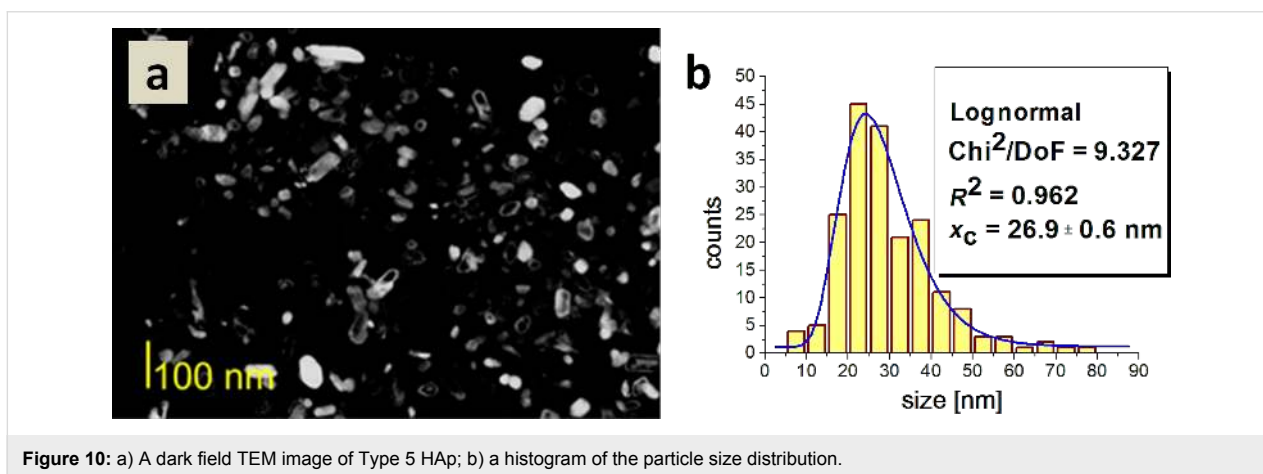 a
100 nm
b
50
45
40
35
30
25
20
15
10
5
0
counts
0 10 20 30 40 50 60 70 80 90
size [nm]
Lognormal
Chi²/DoF = 9.327
R² = 0.962
xc = 26.9 ± 0.6 nm
Figure 10: a) A dark field TEM image of Type 5 HAp; b) a histogram of the particle size distribution.